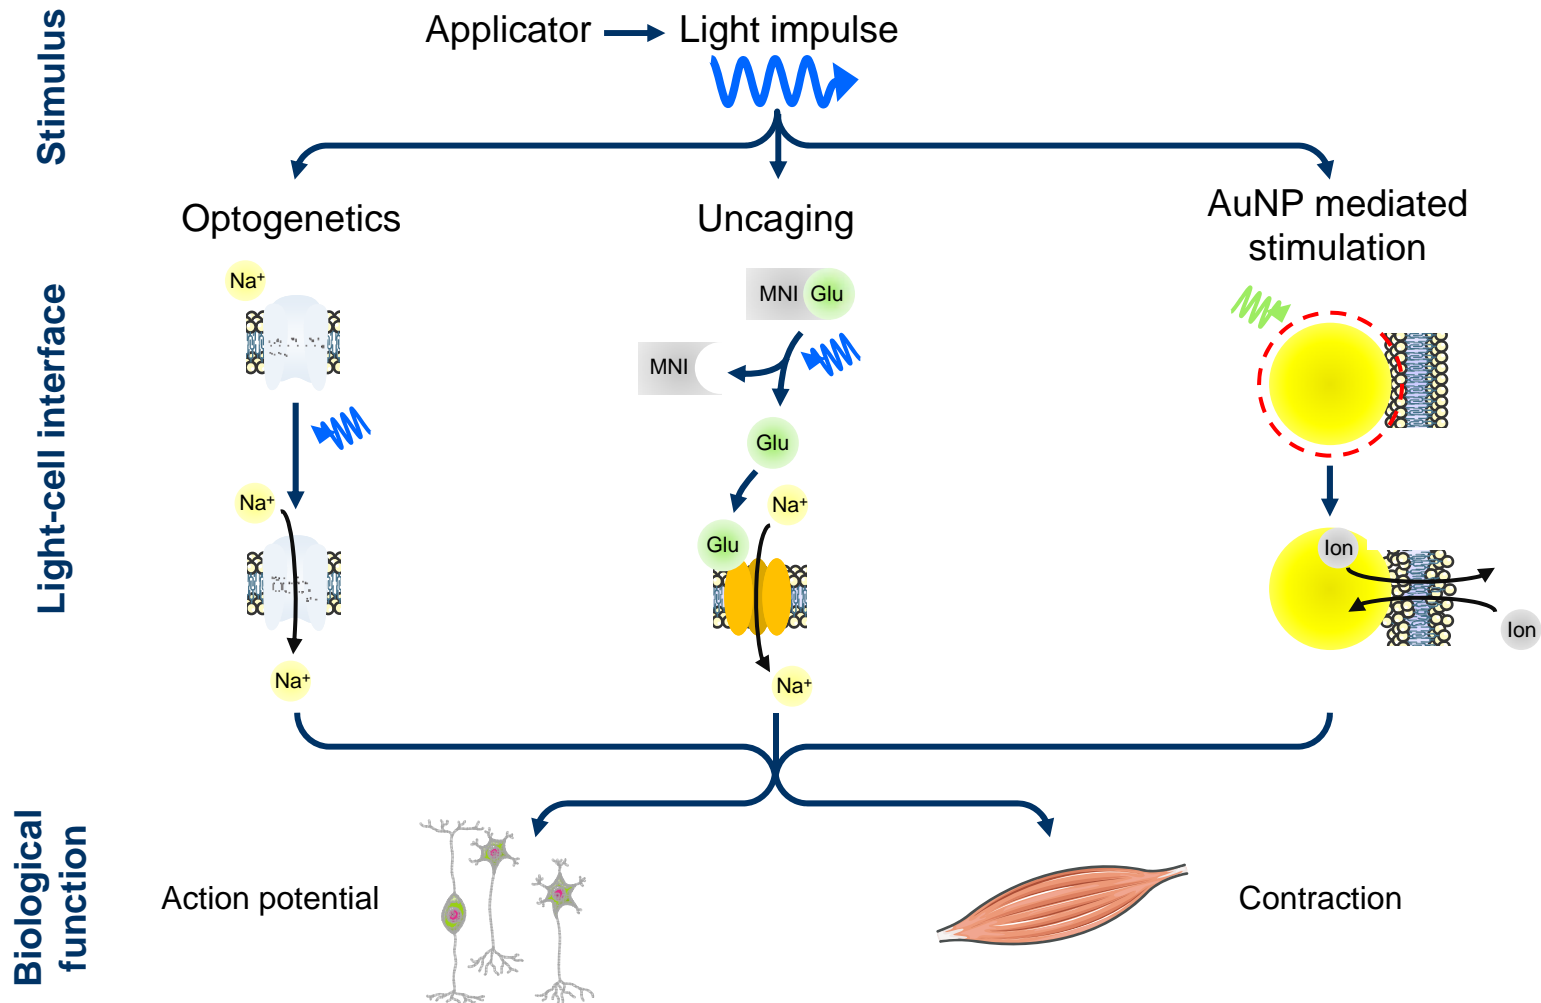 Stimulus
Applicator
Light impulse
Optogenetics
Uncaging
AuNP mediated
stimulation
Light-cell interface
Na⁺
MNI
Glu
MNI
Glu
Na⁺
Na⁺
Glu
Ion
Ion
Na⁺
Na⁺
Biological
function
Action potential
Contraction